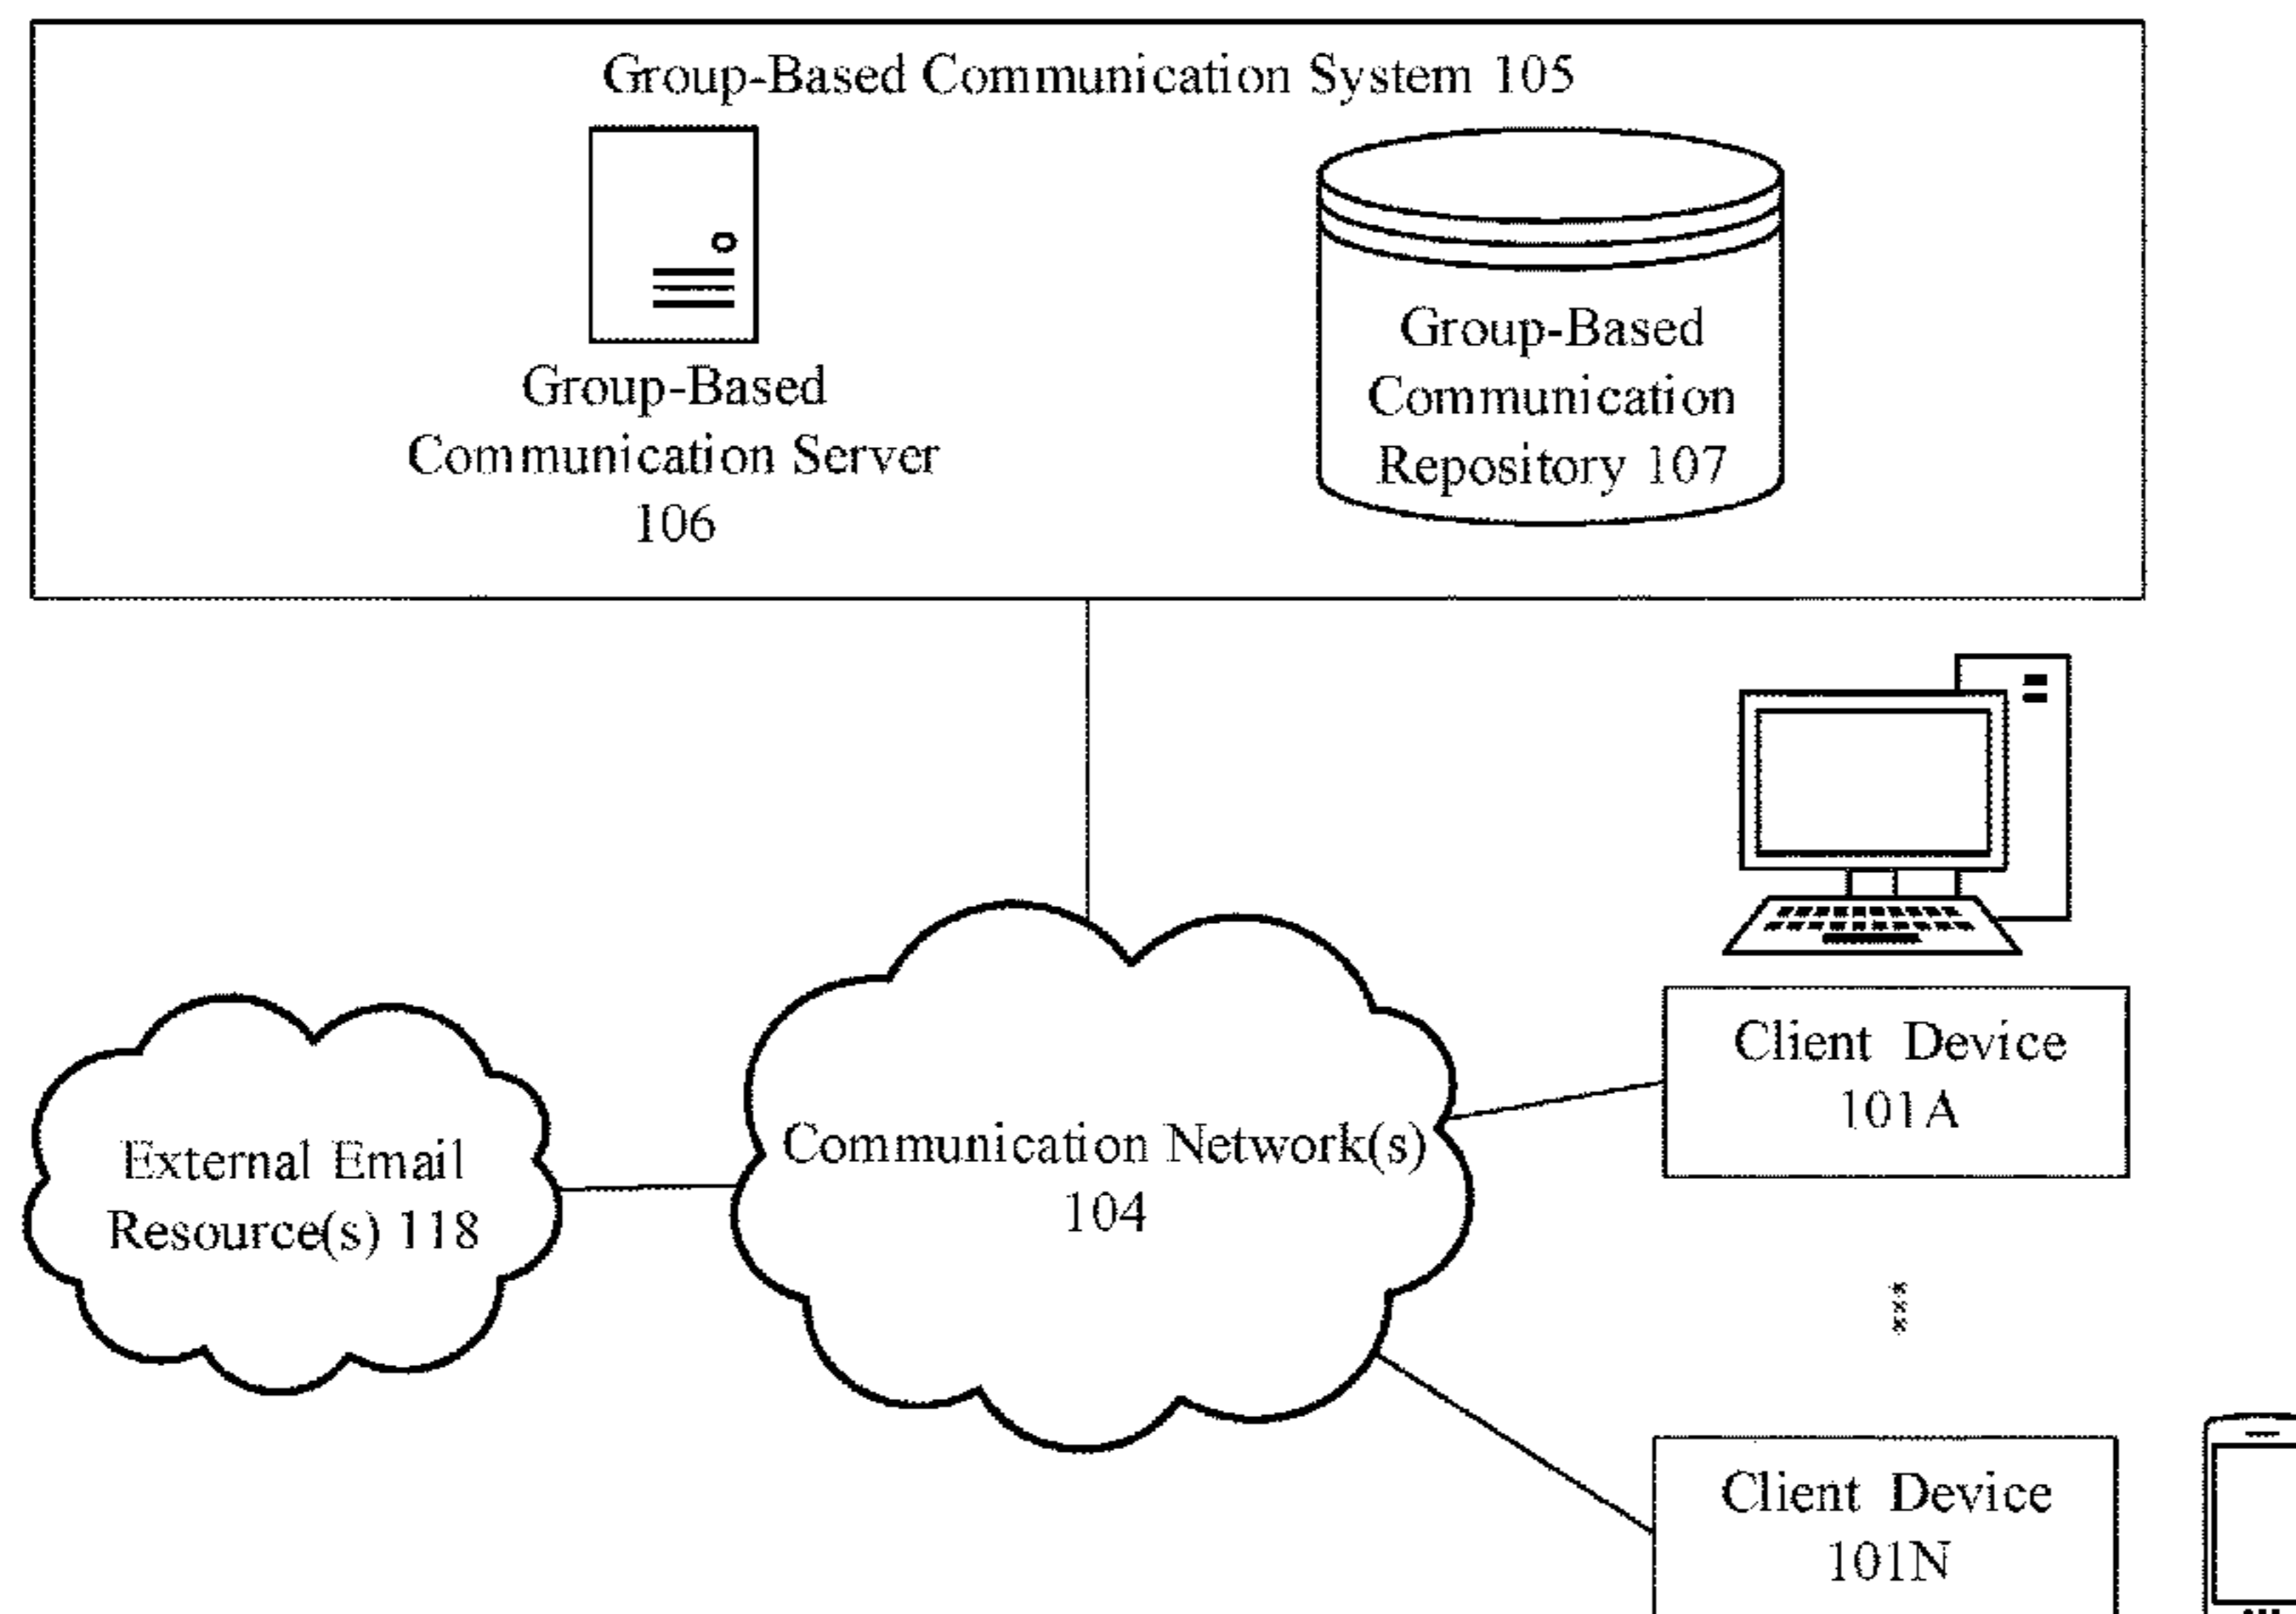 Group-Based Communication System 105
Group-Based
Communication Server
106
Group-Based
Communication
Repository 107
External Email
Resource(s) 118
Communication Network(s)
104
Client Device
101A
Client Device
101N